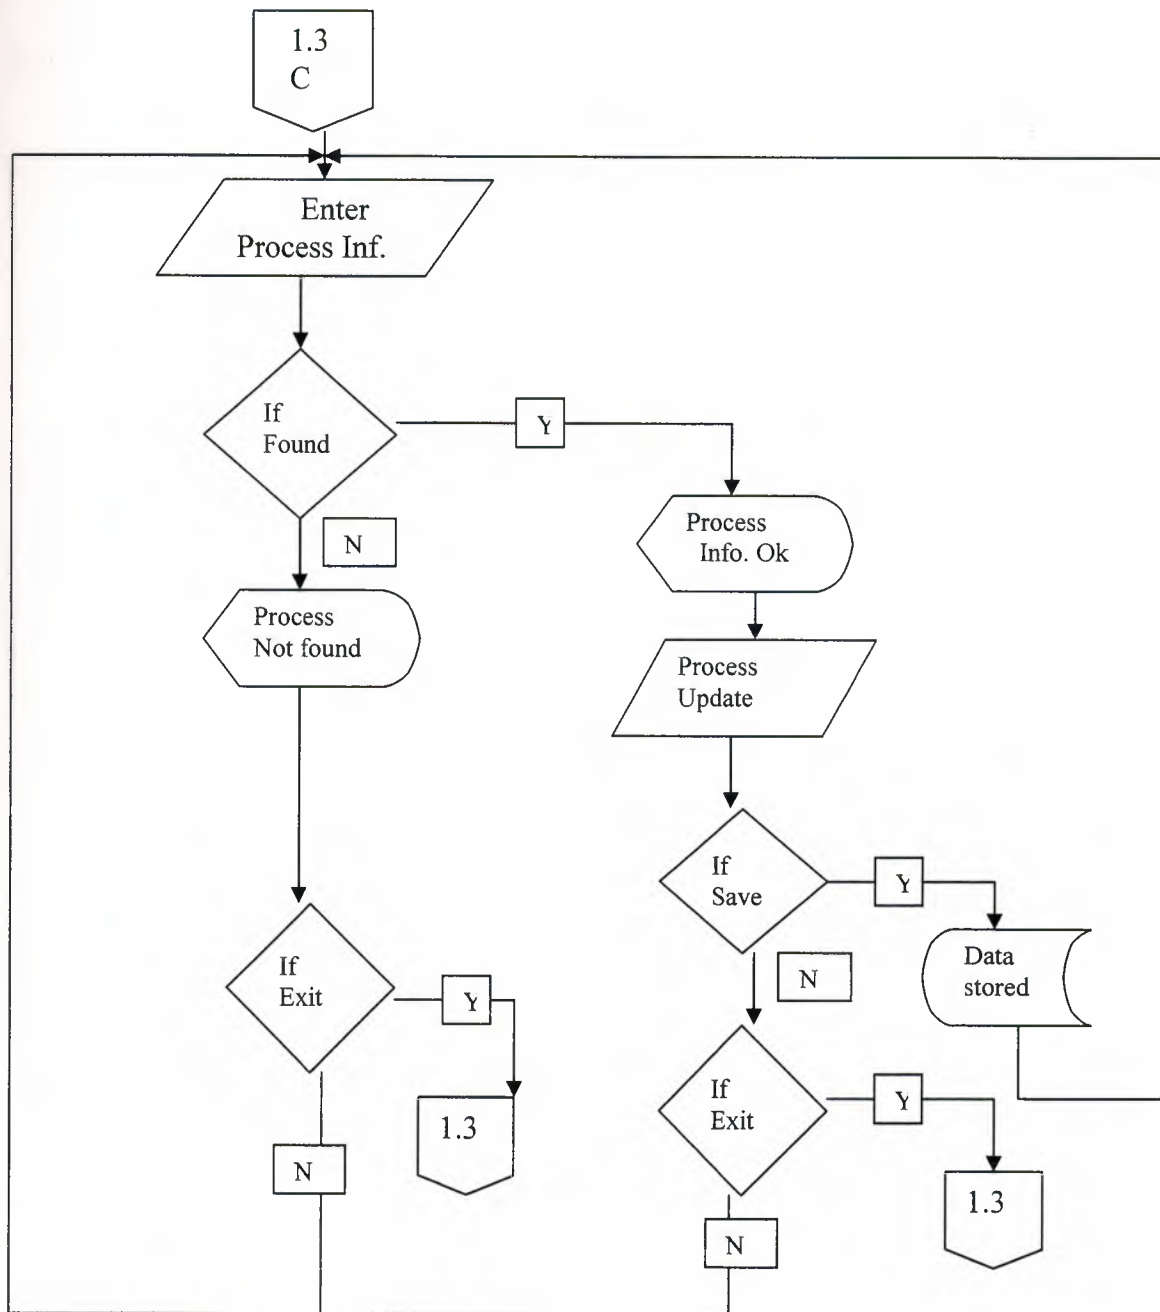 1.3
C
Enter
Process Inf.
If
Found
Y
N
Process
Info. Ok
Process
Not found
Process
Update
If
Save
Y
N
Data
stored
If
Exit
Y
1.3
N
If
Exit
Y
1.3
N